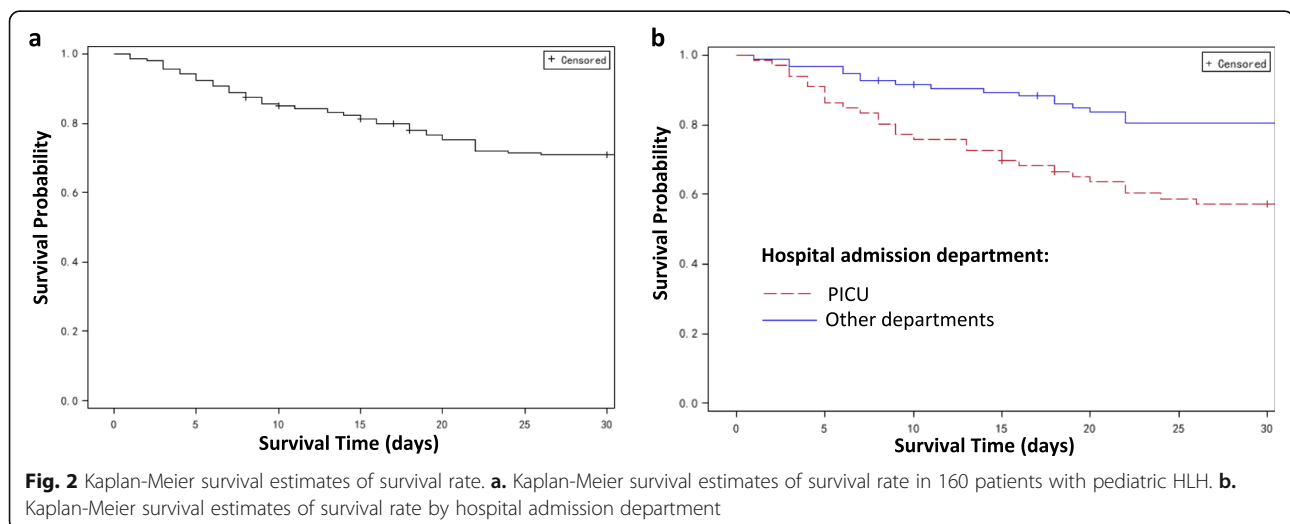 a
1.0
0.8
0.6
0.4
0.2
0.0
Survival Probability
+ Censored
0 5 10 15 20 25 30
Survival Time (days)
b
1.0
0.8
0.6
0.4
0.2
0.0
Survival Probability
+ Censored
Hospital admission department:
PICU
Other departments
0 5 10 15 20 25 30
Survival Time (days)
Fig. 2 Kaplan-Meier survival estimates of survival rate. a. Kaplan-Meier survival estimates of survival rate in 160 patients with pediatric HLH. b.
Kaplan-Meier survival estimates of survival rate by hospital admission department